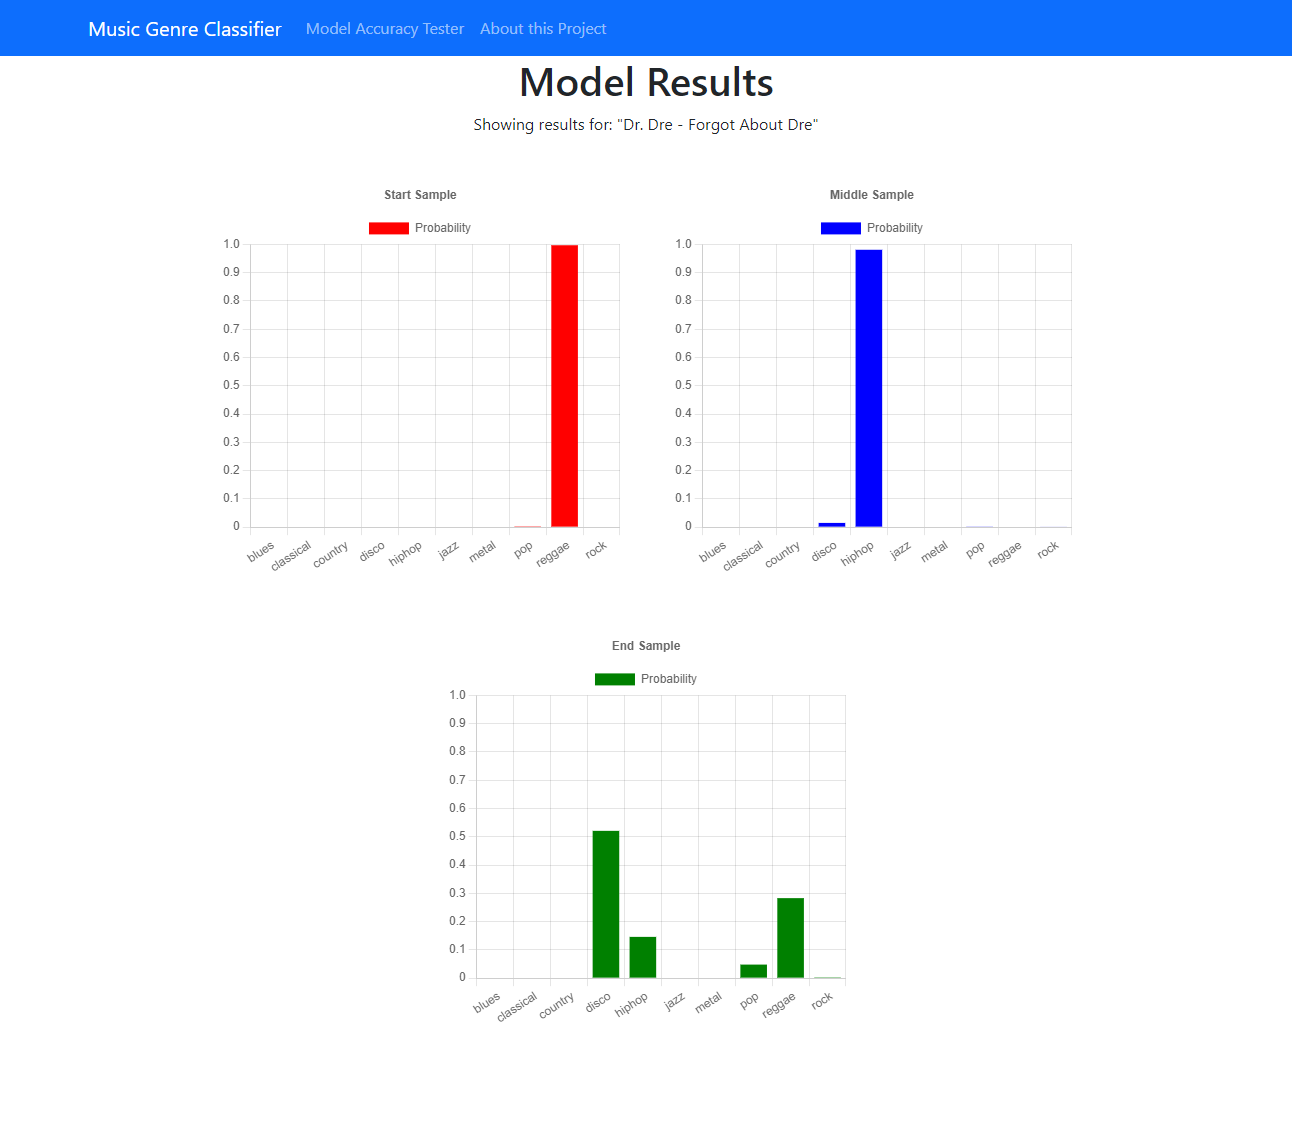 Music Genre Classifier Model Accuracy Tester About this Project
Model Results
Showing results for: "Dr. Dre - Forgot About Dre"
Start Sample
Probability
1.0
0.9
0.8
0.7
0.6
0.5
0.4
0.3
0.2
0.1
0
blues classical country disco hiphop jazz metal pop reggae rock
Middle Sample
Probability
1.0
0.9
0.8
0.7
0.6
0.5
0.4
0.3
0.2
0.1
0
blues classical country disco hiphop jazz metal pop reggae rock
End Sample
Probability
1.0
0.9
0.8
0.7
0.6
0.5
0.4
0.3
0.2
0.1
0
blues classical country disco hiphop jazz metal pop reggae rock